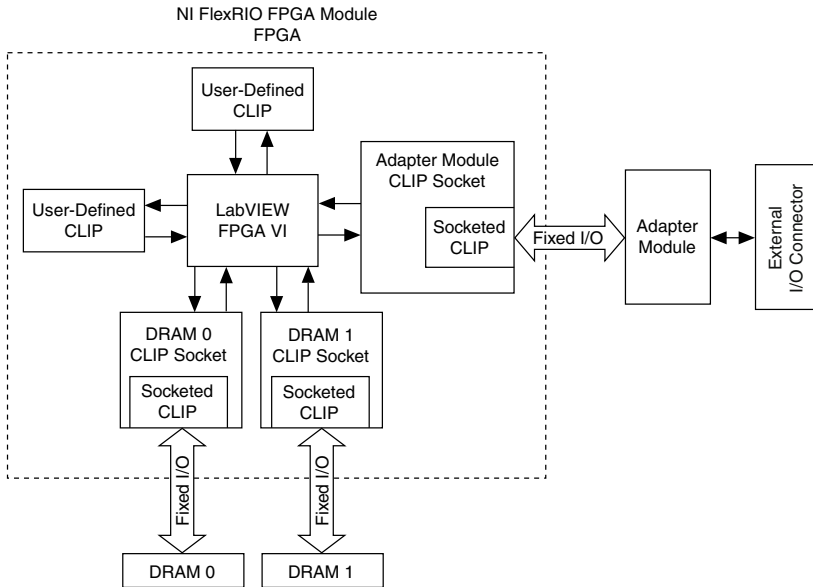 NI FlexRIO FPGA Module
FPGA
User-Defined
CLIP
User-Defined
CLIP
LabVIEW
FPGA VI
Adapter Module
CLIP Socket
Socketed
CLIP
Fixed I/O
Adapter
Module
External
I/O Connector
DRAM 0
CLIP Socket
Socketed
CLIP
DRAM 1
CLIP Socket
Socketed
CLIP
Fixed I/O
Fixed I/O
DRAM 0
DRAM 1